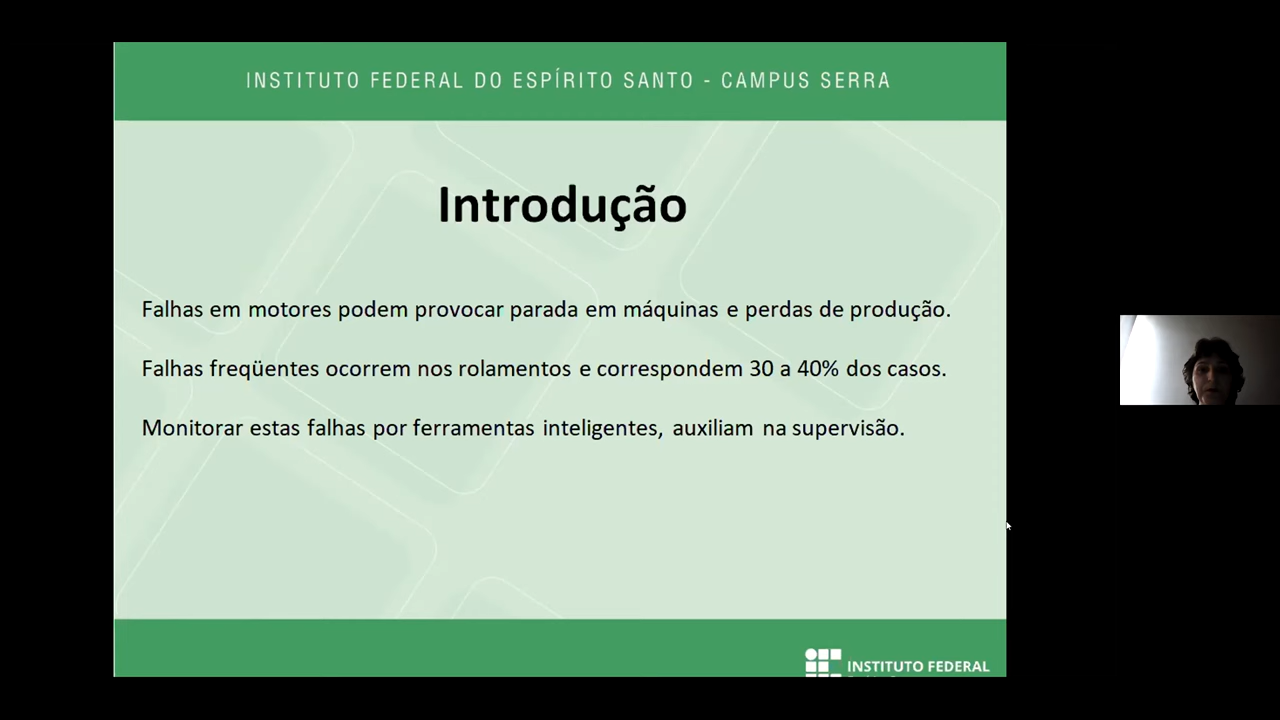 INSTITUTO FEDERAL DO ESPÍRITO SANTO - CAMPUS SERRA
Introdução
Falhas em motores podem provocar parada em máquinas e perdas de produção.
Falhas freqüentes ocorrem nos rolamentos e correspondem 30 a 40% dos casos.
Monitorar estas falhas por ferramentas inteligentes, auxiliam na supervisão.
INSTITUTO FEDERAL